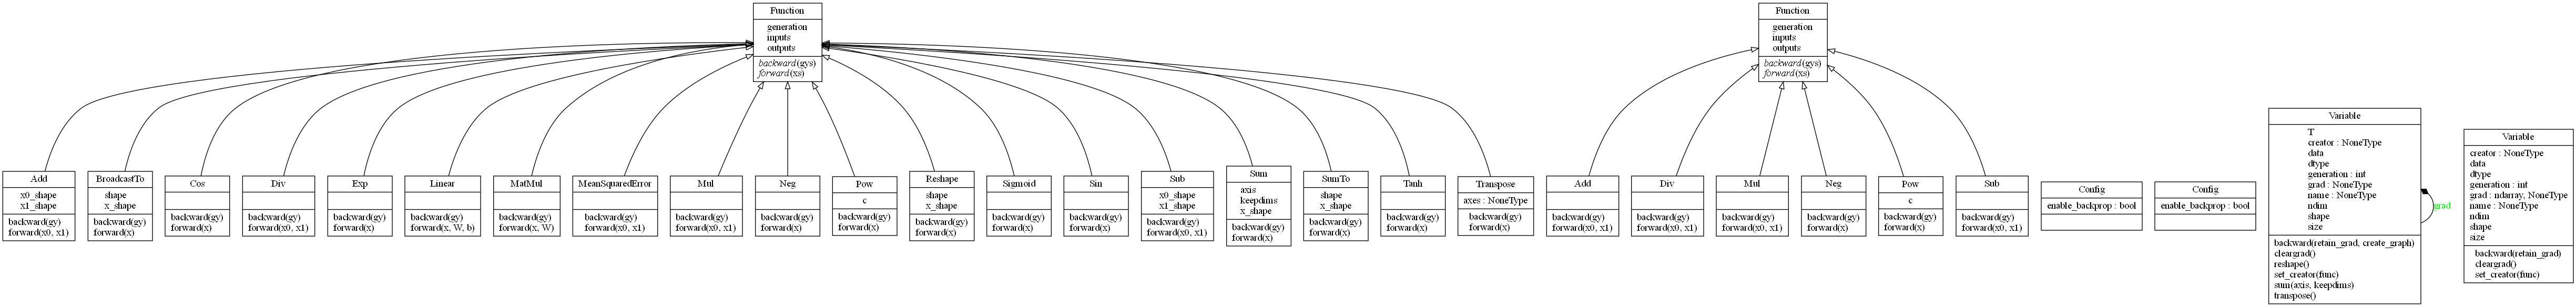 Function
generation
inputs
outputs
backward(gys)
forward(xs)
Function
generation
inputs
outputs
backward(gys)
forward(xs)
Add
x0_shape
x1_shape
backward(gy)
forward(x0, x1)
BroadcastTo
shape
x_shape
backward(gy)
forward(x)
Cos
backward(gy)
forward(x)
Div
backward(gy)
forward(x0, x1)
Exp
backward(gy)
forward(x)
Linear
backward(gy)
forward(x, W, b)
MatMul
backward(gy)
forward(x, W)
MeanSquaredError
backward(gy)
forward(x0, x1)
Mul
backward(gy)
forward(x0, x1)
Neg
backward(gy)
forward(x)
Pow
c
backward(gy)
forward(x)
Reshape
shape
x_shape
backward(gy)
forward(x)
Sigmoid
backward(gy)
forward(x)
Sin
backward(gy)
forward(x)
Sub
x0_shape
x1_shape
backward(gy)
forward(x0, x1)
Sum
axis
keepdims
x_shape
backward(gy)
forward(x)
SumTo
shape
x_shape
backward(gy)
forward(x)
Tanh
backward(gy)
forward(x)
Transpose
axes : NoneType
backward(gy)
forward(x)
Add
backward(gy)
forward(x0, x1)
Div
backward(gy)
forward(x0, x1)
Mul
backward(gy)
forward(x0, x1)
Neg
backward(gy)
forward(x)
Pow
c
backward(gy)
forward(x)
Sub
backward(gy)
forward(x0, x1)
Config
enable_backprop : bool
Config
enable_backprop : bool
Variable
T
creator : NoneType
data
dtype
generation : int
grad : NoneType
name : NoneType
ndim
shape
size
backward(retain_grad, create_graph)
cleargrad()
reshape()
set_creator(func)
sum(axis, keepdims)
transpose()
grad
Variable
creator : NoneType
data
dtype
generation : int
grad : ndarray, NoneType
name : NoneType
ndim
shape
size
backward(retain_grad)
cleargrad()
set_creator(func)